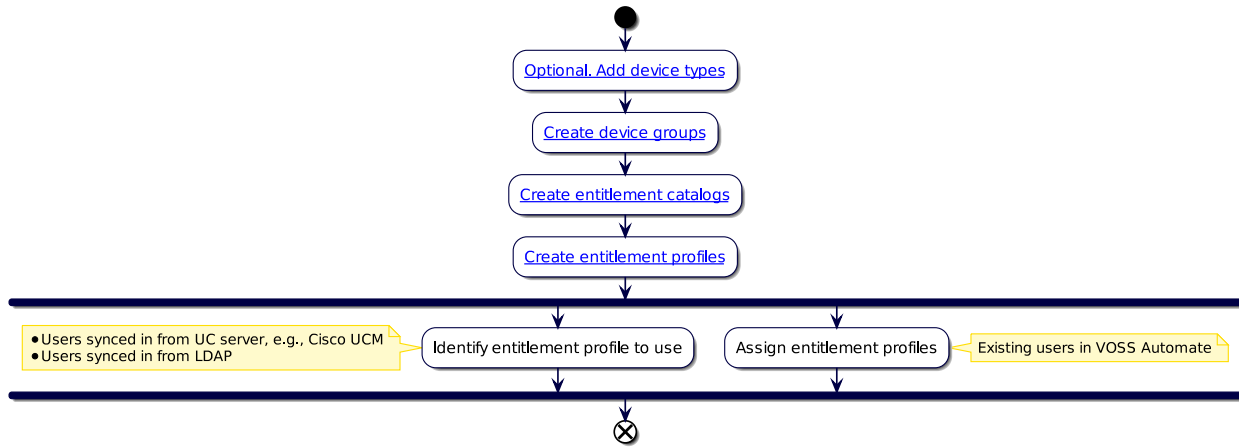 Optional. Add device types
Create device groups
Create entitlement catalogs
Create entitlement profiles
•Users synced in from UC server, e.g., Cisco UCM
•Users synced in from LDAP
Identify entitlement profile to use
Assign entitlement profiles
Existing users in VOSS Automate